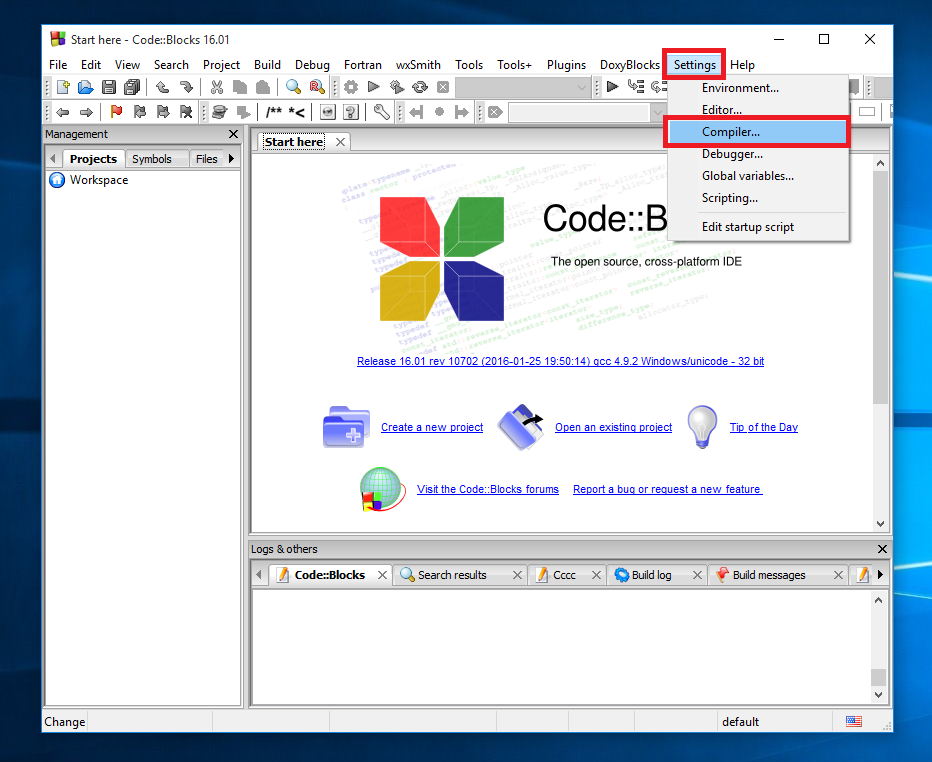 Start here - Code::Blocks 16.01
File Edit View Search Project Build Debug Fortran wxSmith Tools Tools+ Plugins DoxyBlocks Settings Help
Environment...
Editor...
Compiler...
Debugger...
Global variables...
Scripting...
Edit startup script
/** *<
Management
Projects Symbols Files
Workspace
Start here
Code::B
The open source, cross-platform IDE
Release 16.01 rev 10702 (2016-01-25 19:50:14) gcc 4.9.2 Windows/unicode - 32 bit
Create a new project Open an existing project Tip of the Day
Visit the Code::Blocks forums Report a bug or request a new feature
Logs & others
Code::Blocks Search results Cccc Build log Build messages
Change default